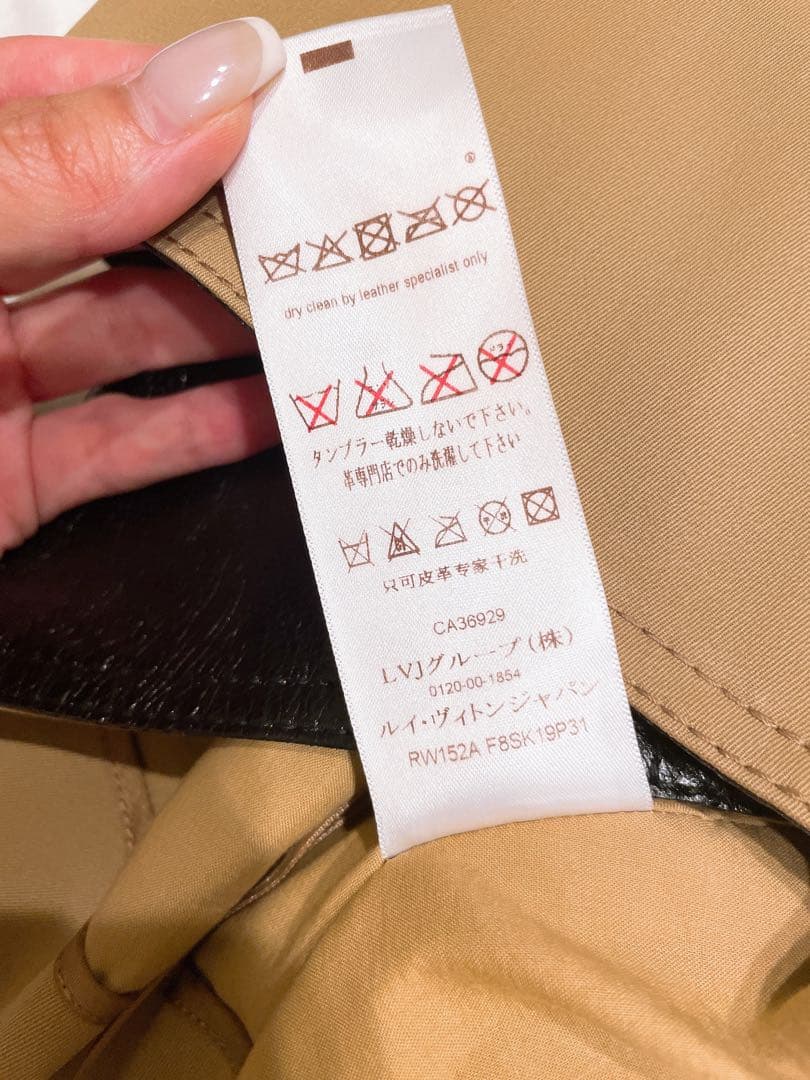 dry clean by leather specialist only
タンブラー乾燥しないで下さい。
革専門店でのみ洗濯して下さい
只可皮革专家干洗
CA36929
LVJグループ(株)
0120-00-1854
ルイ・ヴィトンジャパン
RW152A F8SK19P31